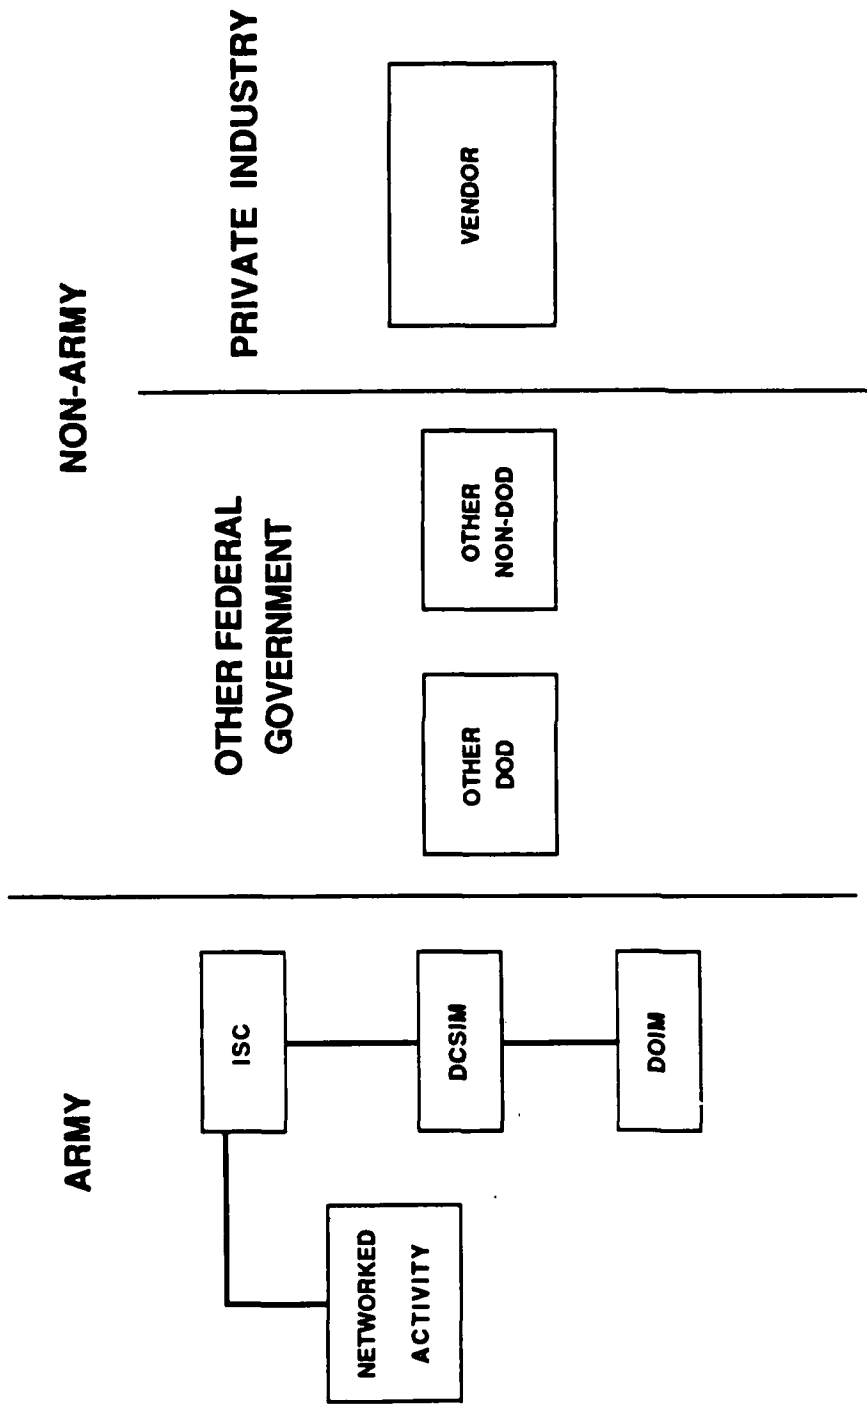 ARMY
NON-ARMY
OTHER FEDERAL
GOVERNMENT
PRIVATE INDUSTRY
ISC
NETWORKED
ACTIVITY
DCSIM
DOIM
OTHER
DOD
OTHER
NON-DOD
VENDOR